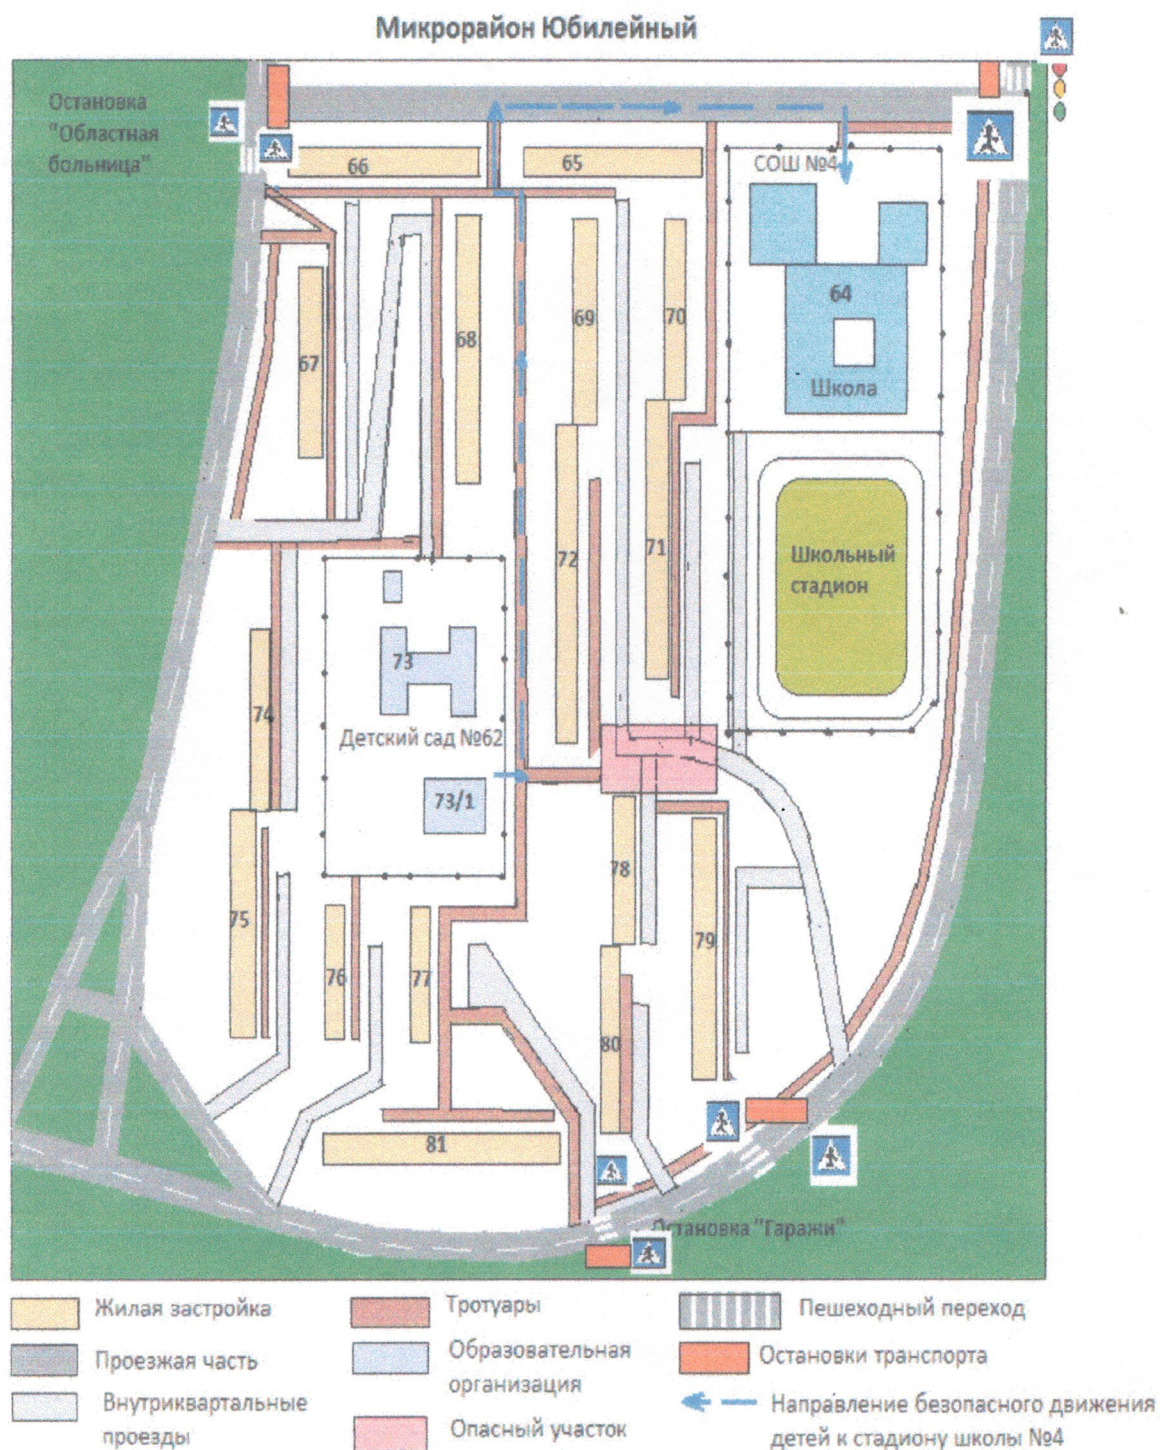 Микрорайон Юбилейный
Остановка
"Областная
больница"
66
65
СОШ №4
64
Школа
67
68
69
70
72
71
Школьный
стадион
73
74
Детский сад №62
73/1
75
76
77
78
79
80
81
Остановка "Гаражи"
Жилая застройка
Проезжая часть
Внутриквартальные
проезды
Тротуары
Образовательная
организация
Опасный участок
Пешеходный переход
Остановки транспорта
Направление безопасного движения
детей к стадиону школы №4